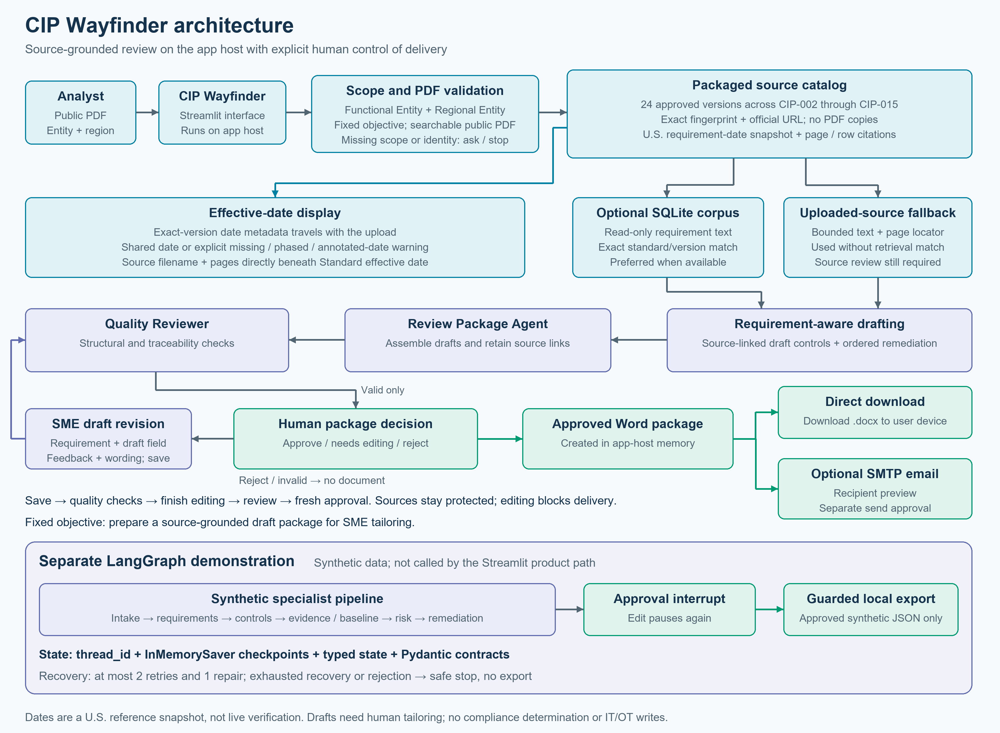 CIP Wayfinder architecture
Source-grounded review on the app host with explicit human control of delivery
Analyst
Public PDF
Entity + region
CIP Wayfinder
Streamlit interface
Runs on app host
Scope and PDF validation
Functional Entity + Regional Entity
Fixed objective; searchable public PDF
Missing scope or identity: ask / stop
Packaged source catalog
24 approved versions across CIP-002 through CIP-015
Exact fingerprint + official URL; no PDF copies
U.S. requirement-date snapshot + page / row citations
Effective-date display
Exact-version date metadata travels with the upload
Shared date or explicit missing / phased / annotated-date warning
Source filename + pages directly beneath Standard effective date
Optional SQLite corpus
Read-only requirement text
Exact standard/version match
Preferred when available
Uploaded-source fallback
Bounded text + page locator
Used without retrieval match
Source review still required
Quality Reviewer
Structural and traceability checks
Review Package Agent
Assemble drafts and retain source links
Requirement-aware drafting
Source-linked draft controls + ordered remediation
Valid only
SME draft revision
Requirement + draft field
Feedback + wording; save
Human package decision
Approve / needs editing / reject
Approved Word package
Created in app-host memory
Direct download
Download .docx to user device
Optional SMTP email
Recipient preview
Separate send approval
Reject / invalid → no document
Save → quality checks → finish editing → review → fresh approval. Sources stay protected; editing blocks delivery.
Fixed objective: prepare a source-grounded draft package for SME tailoring.
Separate LangGraph demonstration
Synthetic data; not called by the Streamlit product path
Synthetic specialist pipeline
Intake → requirements → controls → evidence / baseline → risk → remediation
Approval interrupt
Edit pauses again
Guarded local export
Approved synthetic JSON only
State: thread_id + InMemorySaver checkpoints + typed state + Pydantic contracts
Recovery: at most 2 retries and 1 repair; exhausted recovery or rejection → safe stop, no export
Dates are a U.S. reference snapshot, not live verification. Drafts need human tailoring; no compliance determination or IT/OT writes.